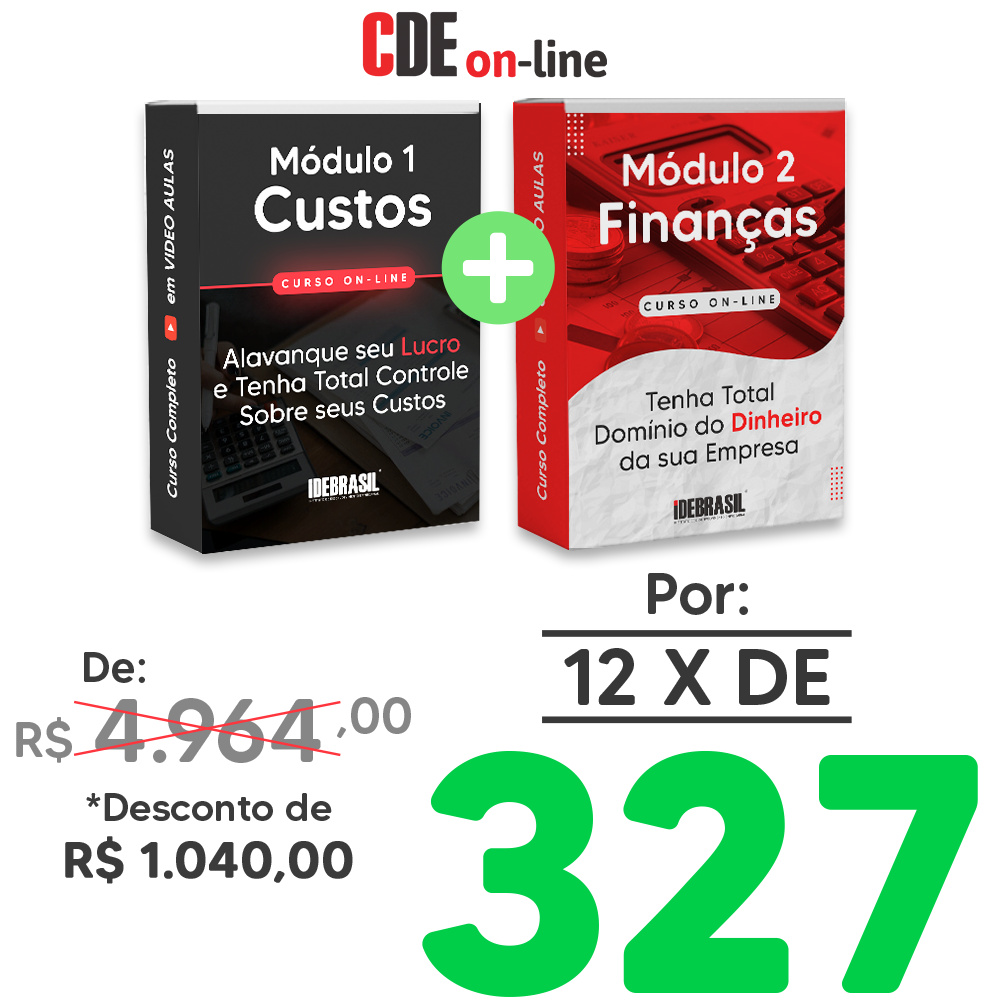 CDE on-line
Módulo 1
Custos
CURSO ON-LINE
Alavanque seu Lucro
e Tenha Total Controle
Sobre seus Custos
IDEBRASIL
Curso Completo em VIDEO AULAS
Módulo 2
Finanças
CURSO ON-LINE
Tenha Total
Domínio do Dinheiro
da sua Empresa
IDEBRASIL
Curso Completo AULAS
Por:
12 X DE
327
De:
R$ 4.964,00
*Desconto de
R$ 1.040,00